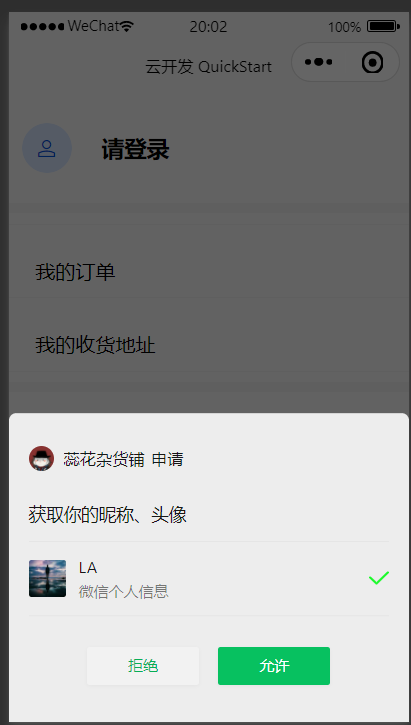 WeChat 20:02 100%
云开发 QuickStart
请登录
我的订单
我的收货地址
蕊花杂货铺 申请
获取你的昵称、头像
LA
微信个人信息
拒绝 允许